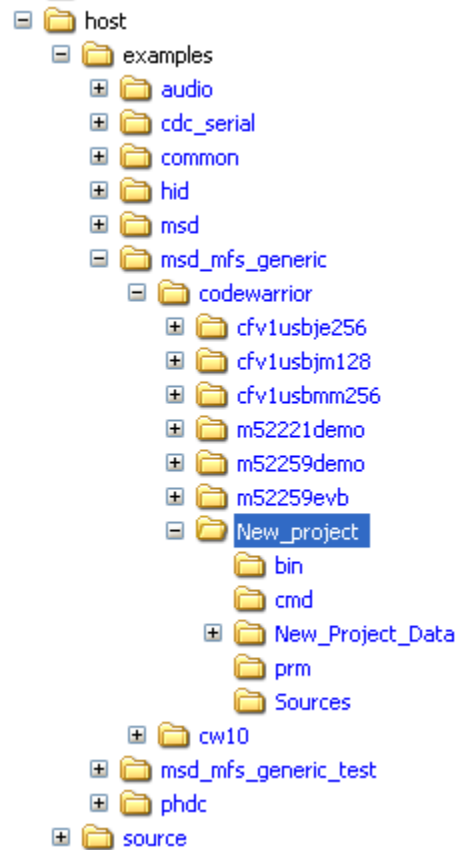 host
examples
audio
cdc_serial
common
hid
msd
msd_mfs_generic
codewarrior
cfv1usbje256
cfv1usbjm128
cfv1usbmm256
m52221demo
m52259demo
m52259evb
New_project
bin
cmd
New_Project_Data
prm
Sources
cw10
msd_mfs_generic_test
phdc
source